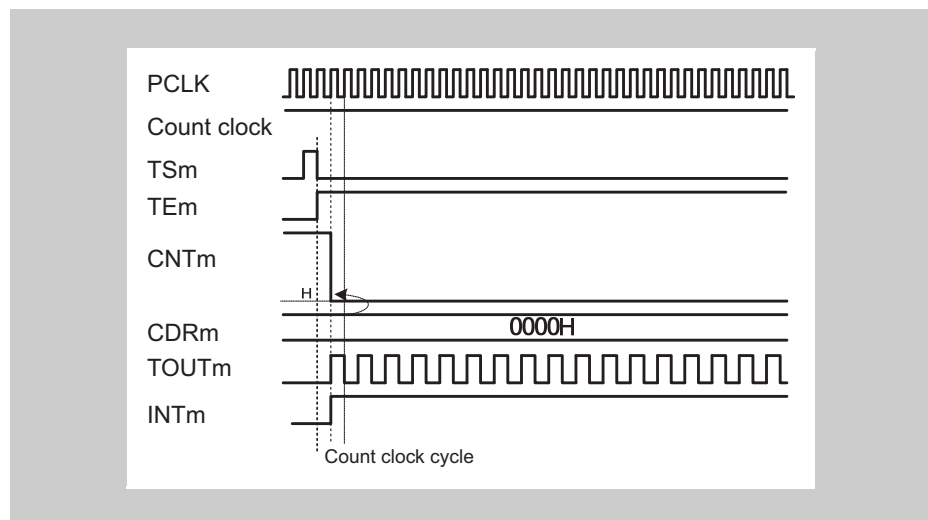 PCLK
Count clock
TSm
TEm
CNTm
H
CDRm
0000H
TOUTm
INTm
Count clock cycle